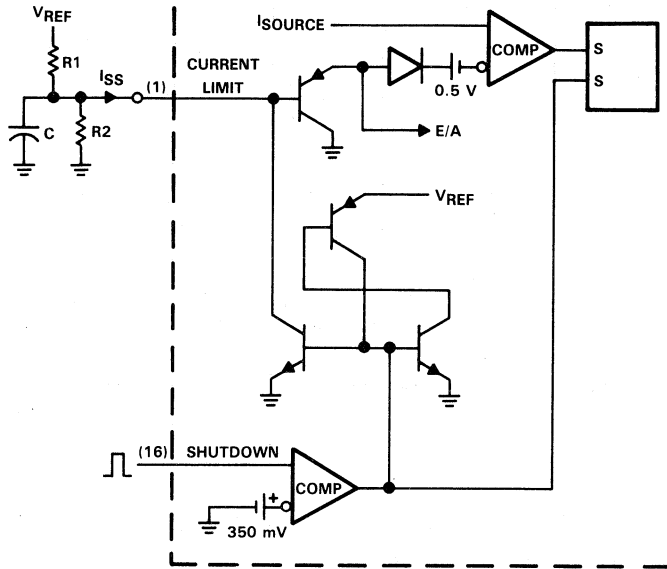 VREF
R1
ISS
(1)
CURRENT
LIMIT
C
R2
ISOURCE
COMP
0.5 V
E/A
S
S
VREF
(16)
SHUTDOWN
COMP
+
350 mV